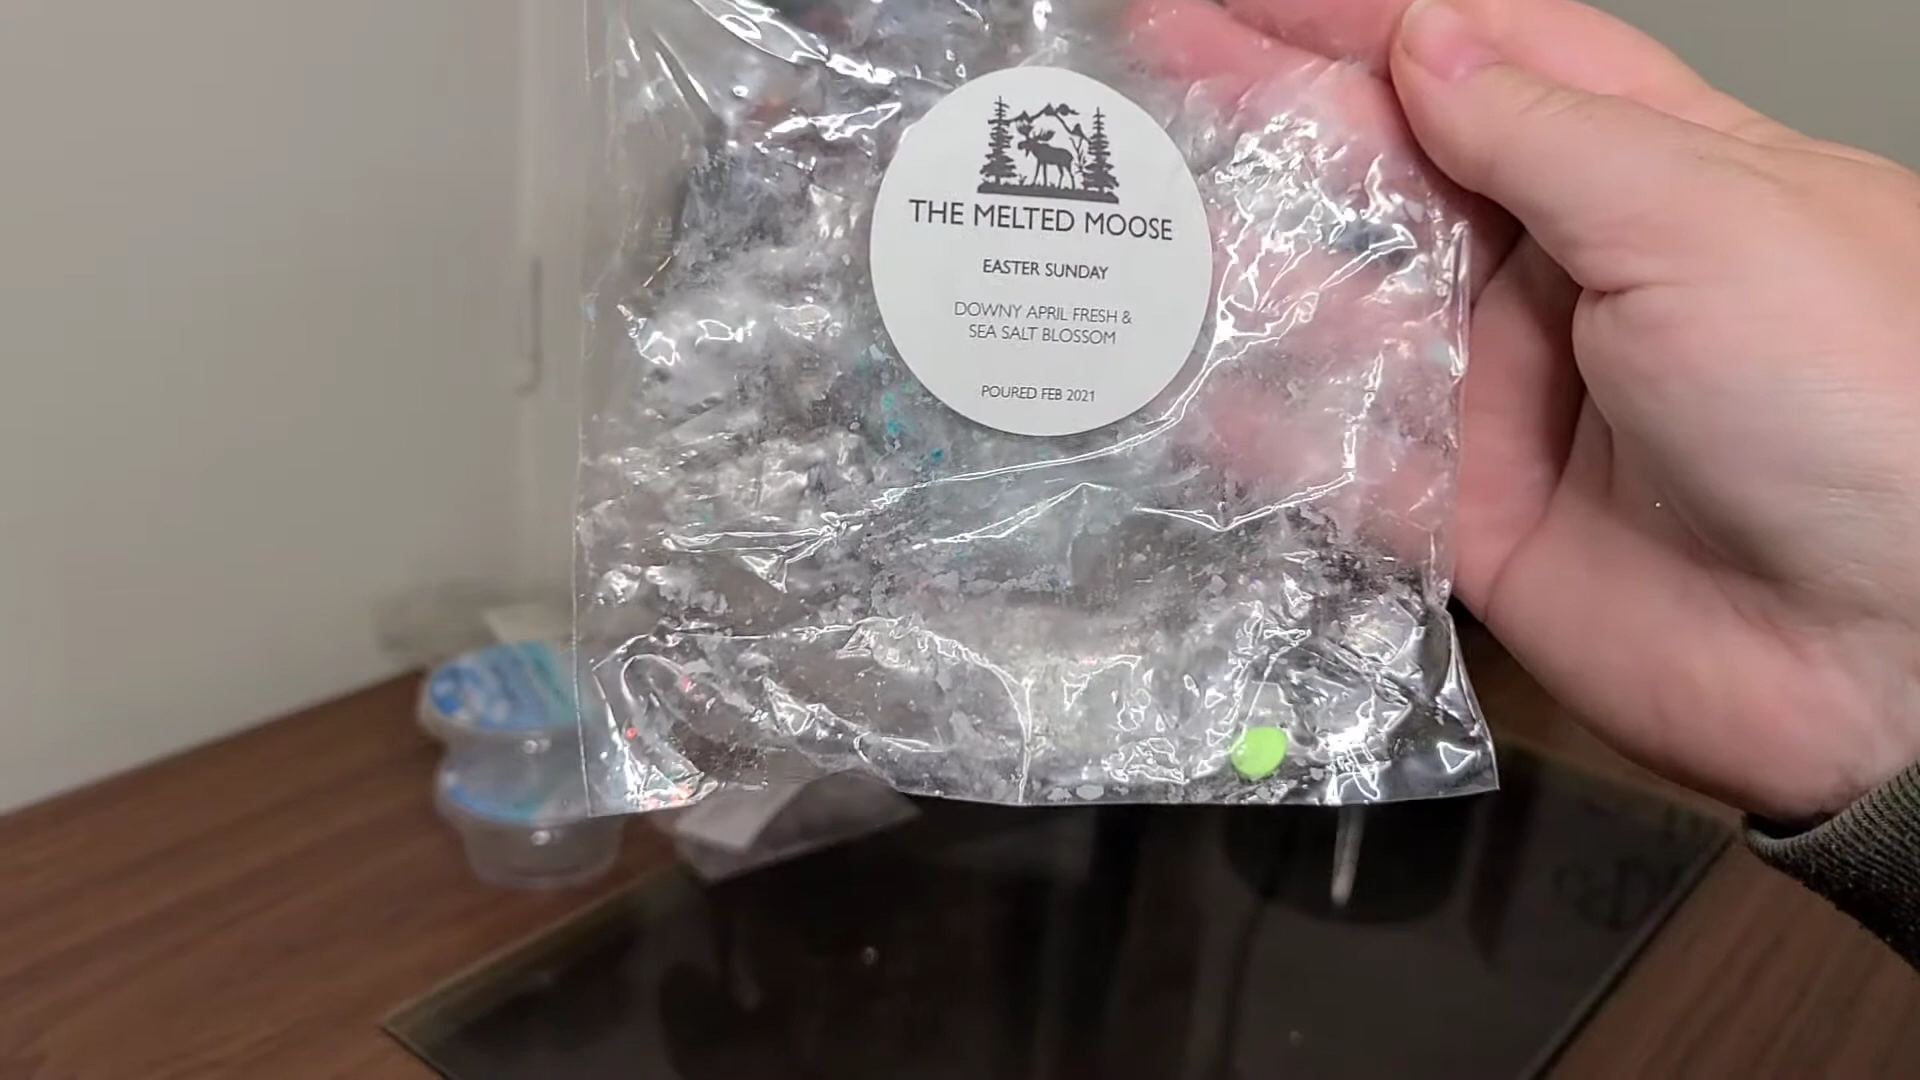 THE MELTED MOOSE
EASTER SUNDAY
DOWNY APRIL FRESH &
SEA SALT BLOSSOM
POURED FEB 2021